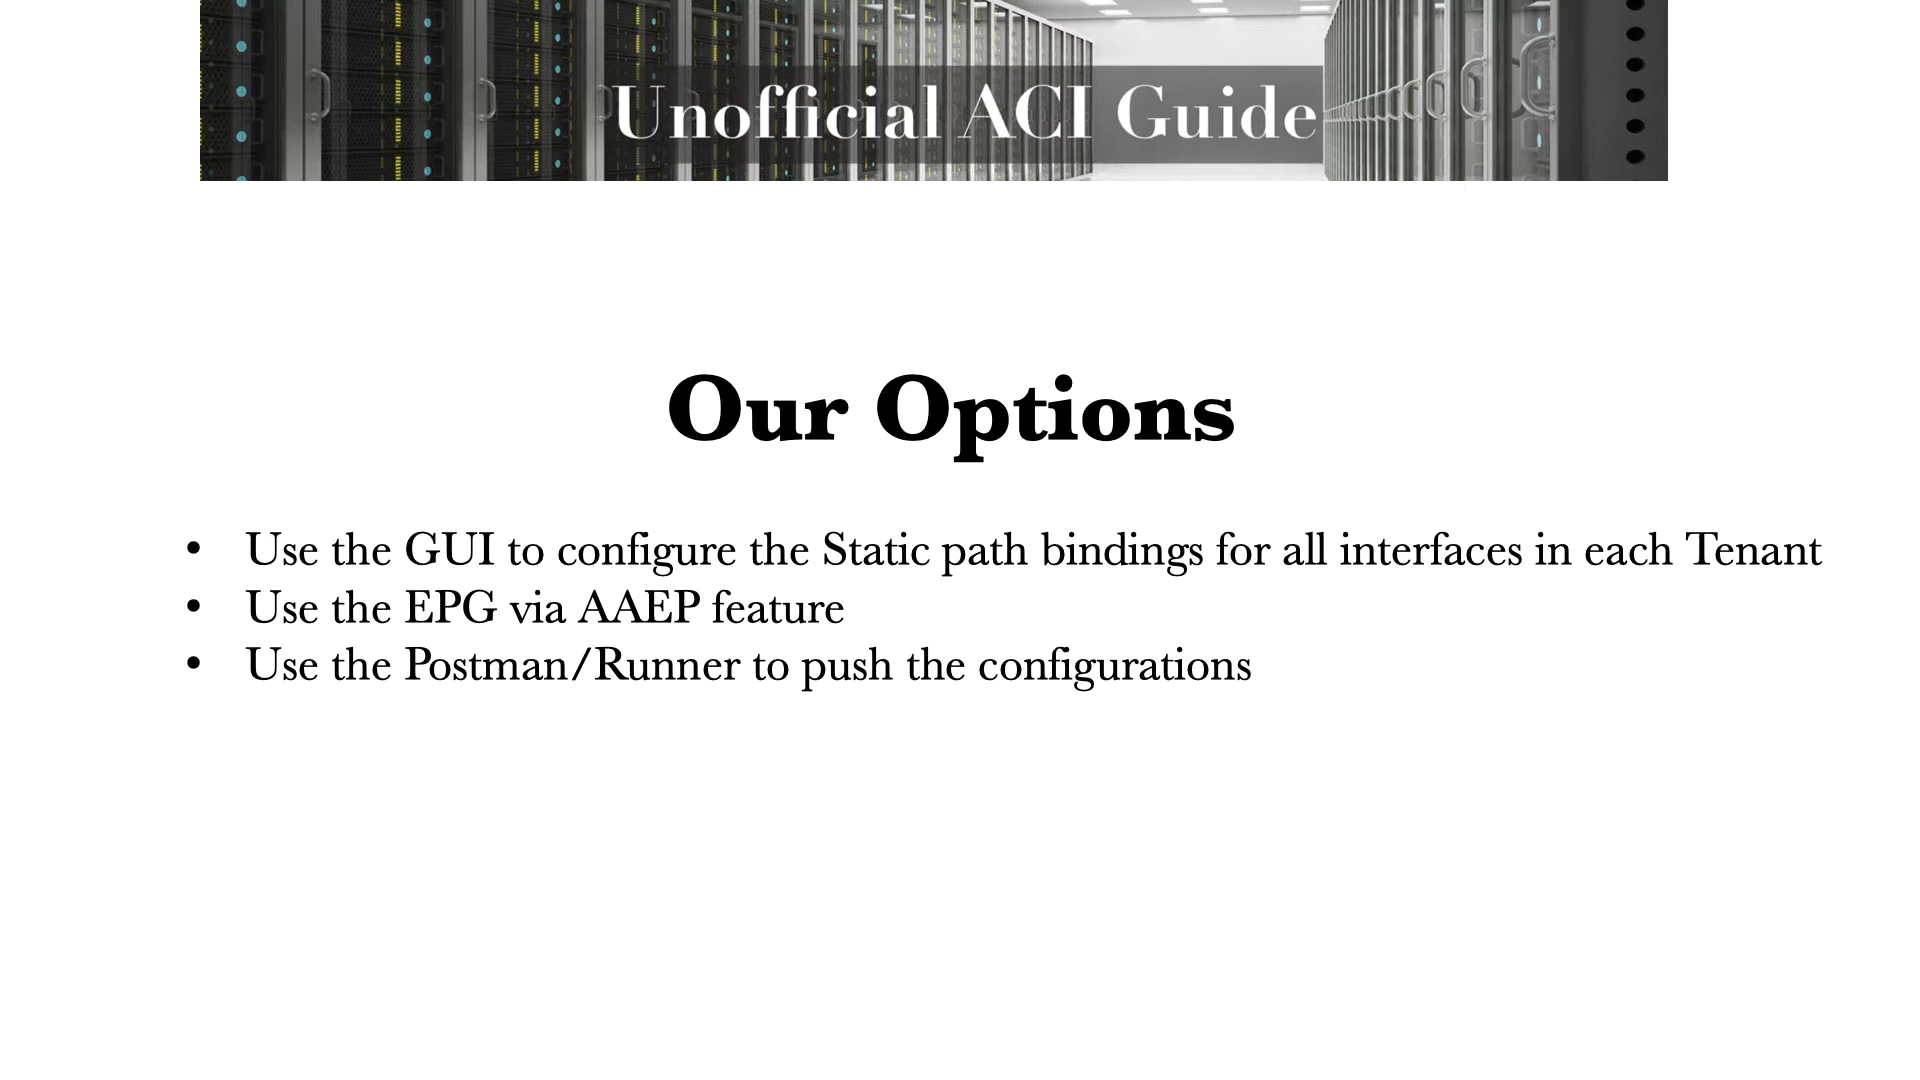 Unofficial ACI Guide
Our Options
• Use the GUI to configure the Static path bindings for all interfaces in each Tenant
• Use the EPG via AAEP feature
• Use the Postman/Runner to push the configurations